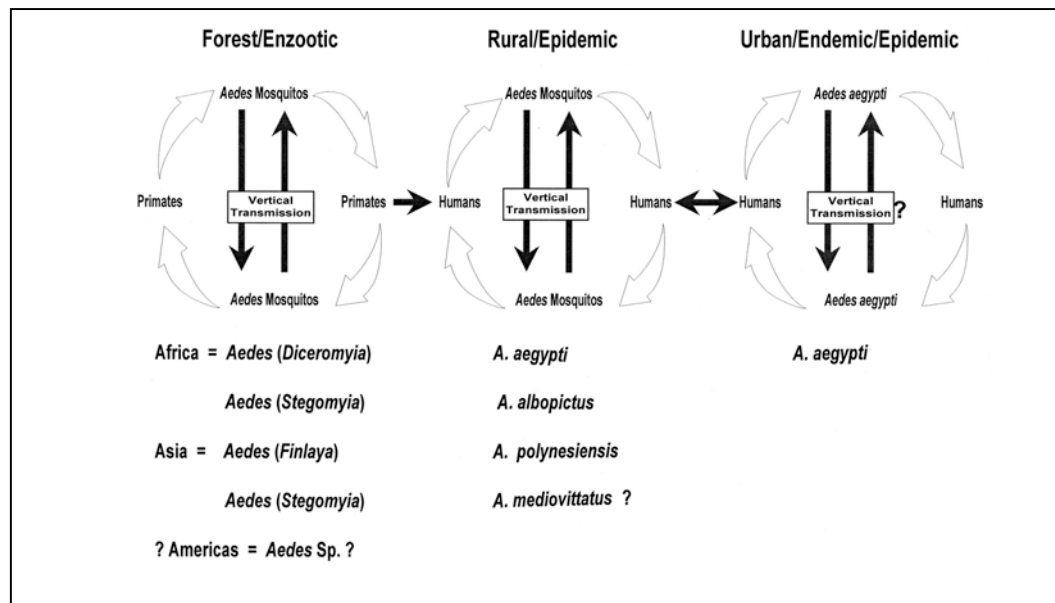 Forest/Enzootic
Rural/Epidemic
Urban/Endemic/Epidemic
Aedes Mosquitos
Aedes Mosquitos
Aedes aegypti
Primates
Vertical
Transmission
Primates
Humans
Vertical
Transmission
Humans
Humans
Vertical
Transmission ?
Humans
Aedes Mosquitos
Aedes Mosquitos
Aedes aegypti
Africa = Aedes (Diceromyia)
A. aegypti
A. aegypti
Aedes (Stegomyia)
A. albopictus
Asia = Aedes (Finlaya)
A. polynesiensis
Aedes (Stegomyia)
A. mediovittatus ?
? Americas = Aedes Sp. ?